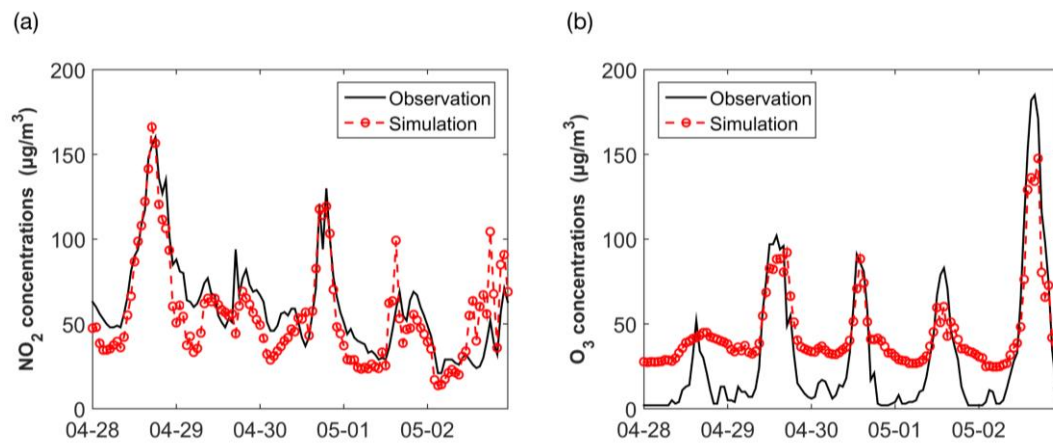 (a)
NO2 concentrations (μg/m3)
200
150
100
50
0
Observation
Simulation
04-28
04-29
04-30
05-01
05-02
(b)
O3 concentrations (μg/m3)
200
150
100
50
0
Observation
Simulation
04-28
04-29
04-30
05-01
05-02